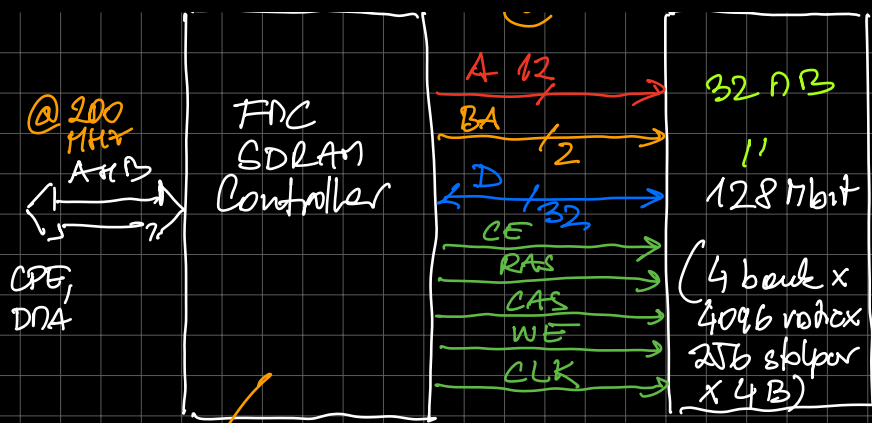 @ 200
MHz
AHB
CPE,
DMA
FMC
SDRAM
Controller
A 12
BA
2
D
32
CE
RAS
CAS
WE
CLK
32 MB
"
128 Mbit
(4 bank x
4096 vrstic x
256 stolpcev
x 4B)